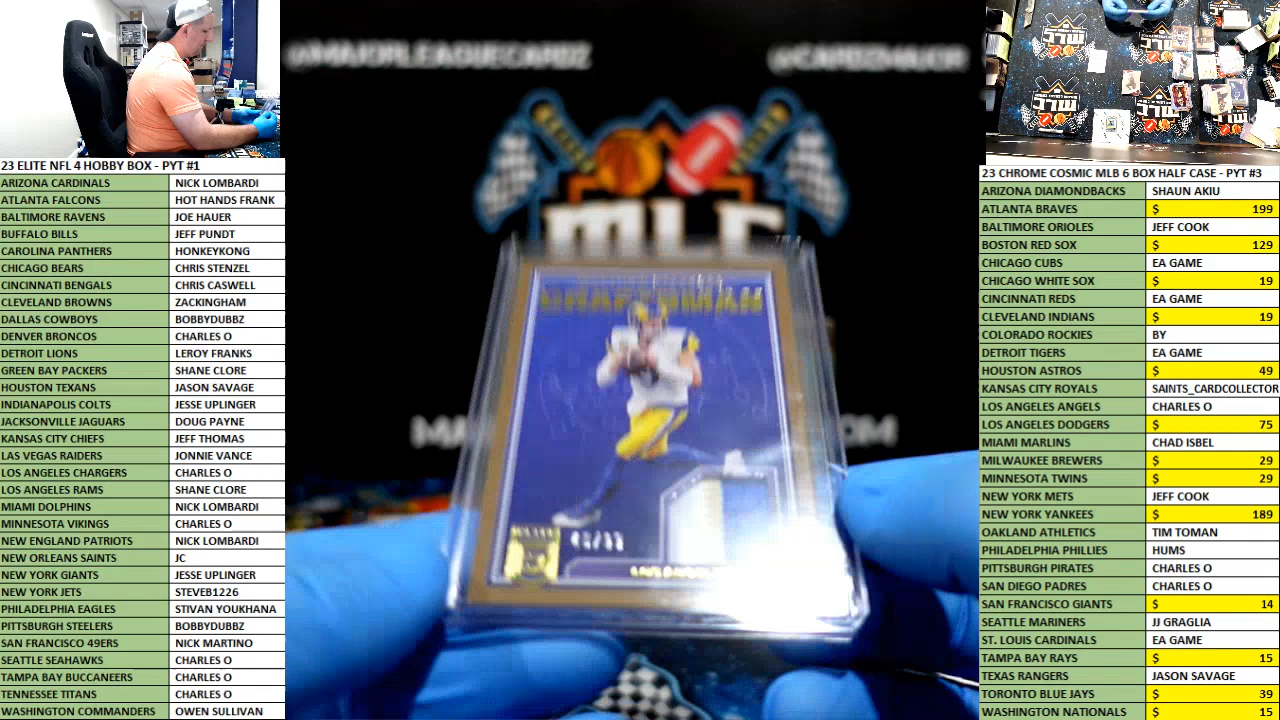 23 ELITE NFL 4 HOBBY BOX - PYT #1
ARIZONA CARDINALS NICK LOMBARDI
ATLANTA FALCONS HOT HANDS FRANK
BALTIMORE RAVENS JOE HAUER
BUFFALO BILLS JEFF PUNDT
CAROLINA PANTHERS HONKEYKONG
CHICAGO BEARS CHRIS STENZEL
CINCINNATI BENGALS CHRIS CASWELL
CLEVELAND BROWNS ZACKINGHAM
DALLAS COWBOYS BOBBYDUBBZ
DENVER BRONCOS CHARLES O
DETROIT LIONS LEROY FRANKS
GREEN BAY PACKERS SHANE CLORE
HOUSTON TEXANS JASON SAVAGE
INDIANAPOLIS COLTS JESSE UPLINGER
JACKSONVILLE JAGUARS DOUG PAYNE
KANSAS CITY CHIEFS JEFF THOMAS
LAS VEGAS RAIDERS JONNIE VANCE
LOS ANGELES CHARGERS CHARLES O
LOS ANGELES RAMS SHANE CLORE
MIAMI DOLPHINS NICK LOMBARDI
MINNESOTA VIKINGS CHARLES O
NEW ENGLAND PATRIOTS NICK LOMBARDI
NEW ORLEANS SAINTS JC
NEW YORK GIANTS JESSE UPLINGER
NEW YORK JETS STEVEB1226
PHILADELPHIA EAGLES STIVAN YOUKHANA
PITTSBURGH STEELERS BOBBYDUBBZ
SAN FRANCISCO 49ERS NICK MARTINO
SEATTLE SEAHAWKS CHARLES O
TAMPA BAY BUCCANEERS CHARLES O
TENNESSEE TITANS CHARLES O
WASHINGTON COMMANDERS OWEN SULLIVAN
@MAJORLEAGUECARDZ
@CARDZMAJOR
MLC
CRAFTSMAN
23 CHROME COSMIC MLB 6 BOX HALF CASE - PYT #3
ARIZONA DIAMONDBACKS SHAUN AKIU
ATLANTA BRAVES $ 199
BALTIMORE ORIOLES JEFF COOK
BOSTON RED SOX $ 129
CHICAGO CUBS EA GAME
CHICAGO WHITE SOX $ 19
CINCINNATI REDS EA GAME
CLEVELAND INDIANS $ 19
COLORADO ROCKIES BY
DETROIT TIGERS EA GAME
HOUSTON ASTROS $ 49
KANSAS CITY ROYALS SAINTS_CARDCOLLECTOR
LOS ANGELES ANGELS CHARLES O
LOS ANGELES DODGERS $ 75
MIAMI MARLINS CHAD ISBEL
MILWAUKEE BREWERS $ 29
MINNESOTA TWINS $ 29
NEW YORK METS JEFF COOK
NEW YORK YANKEES $ 189
OAKLAND ATHLETICS TIM TOMAN
PHILADELPHIA PHILLIES HUMS
PITTSBURGH PIRATES CHARLES O
SAN DIEGO PADRES CHARLES O
SAN FRANCISCO GIANTS $ 14
SEATTLE MARINERS JJ GRAGLIA
ST. LOUIS CARDINALS EA GAME
TAMPA BAY RAYS $ 15
TEXAS RANGERS JASON SAVAGE
TORONTO BLUE JAYS $ 39
WASHINGTON NATIONALS $ 15